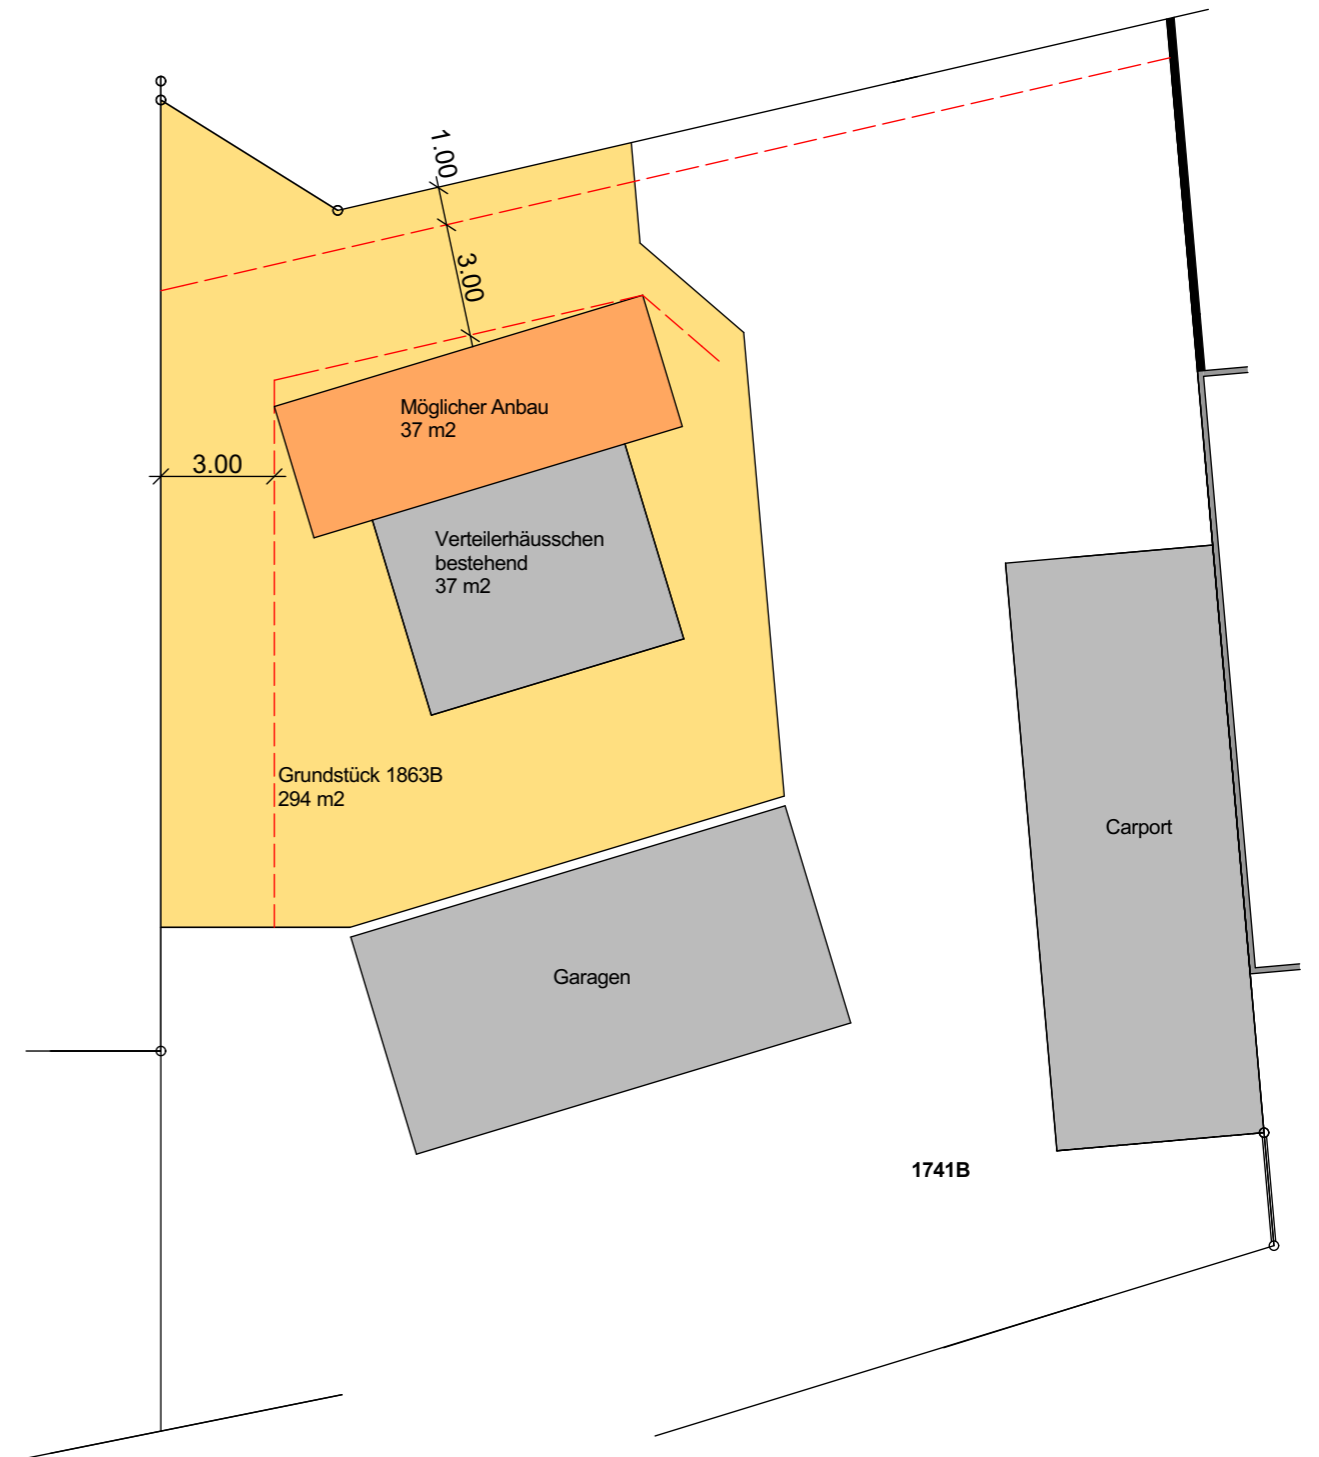 1.00
3.00
Möglicher Anbau
37 m2
3.00
Verteilerhäusschen
bestehend
37 m2
Grundstück 1863B
294 m2
Carport
Garagen
1741B